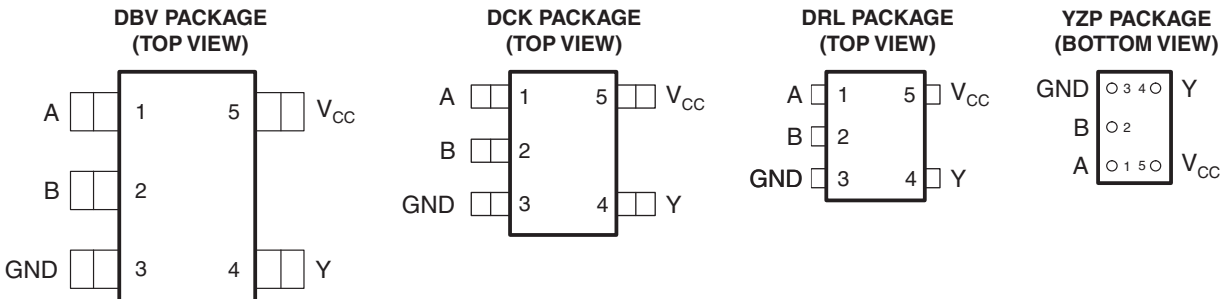 DBV PACKAGE
(TOP VIEW)
A 1 5 VCC
B 2
GND 3 4 Y
DCK PACKAGE
(TOP VIEW)
A 1 5 VCC
B 2
GND 3 4 Y
DRL PACKAGE
(TOP VIEW)
A 1 5 VCC
B 2
GND 3 4 Y
YZP PACKAGE
(BOTTOM VIEW)
GND 3 4 Y
B 2
A 1 5 VCC